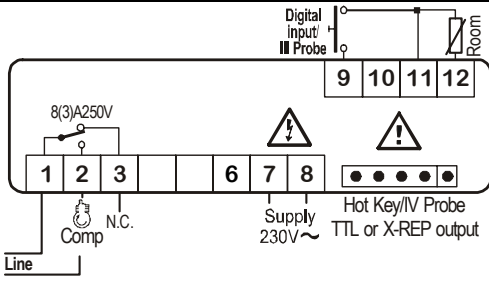 Digital
input/
III Probe
Room
9 10 11 12
8(3)A250V
1 2 3 6 7 8
Comp
N.C.
Supply
230V~
Hot Key/IV Probe
TTL or X-REP output
Line